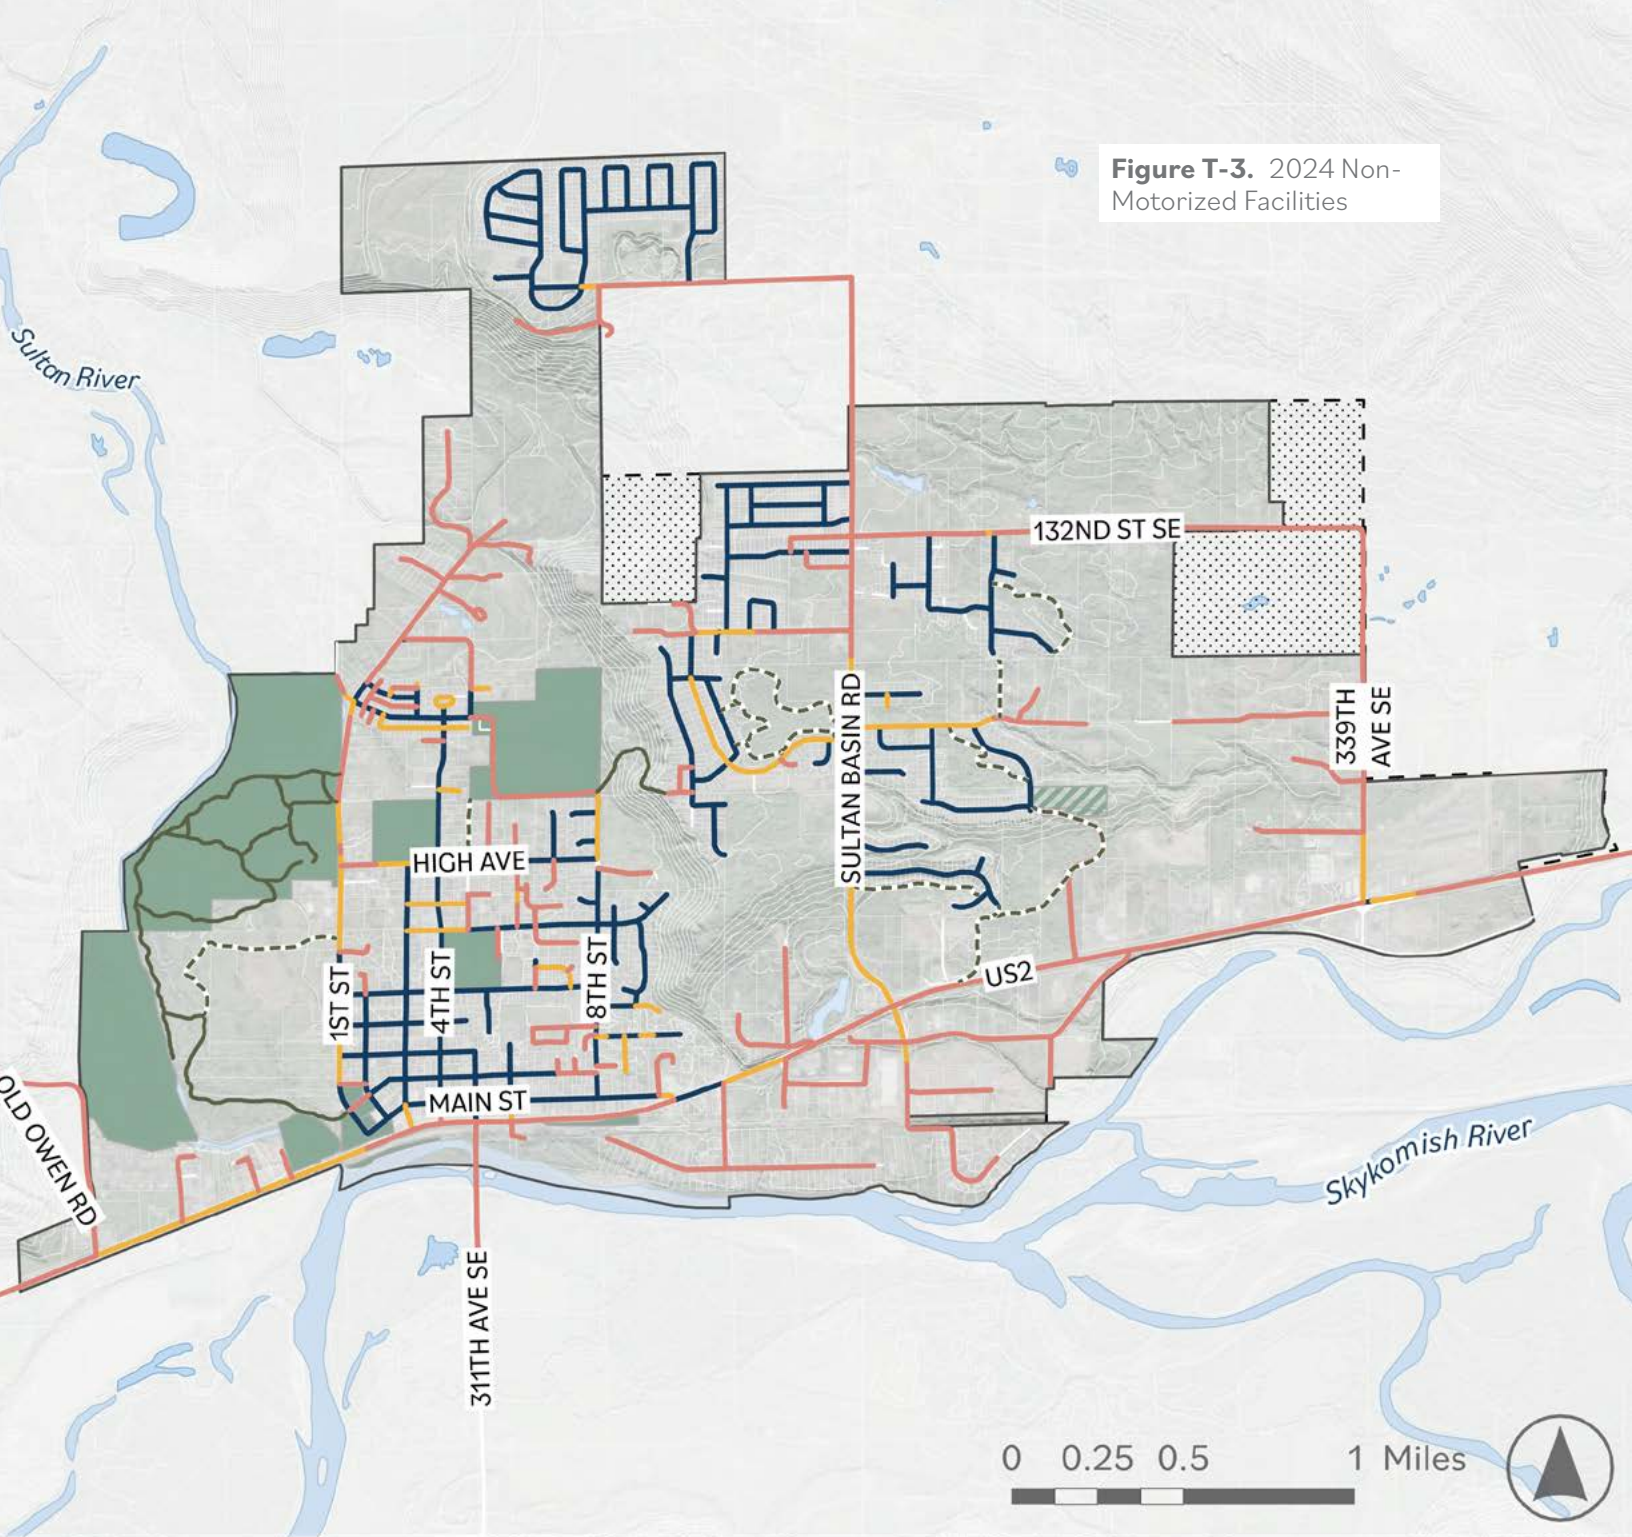 Figure T-3. 2024 Non-
Motorized Facilities
Sultan River
132ND ST SE
SULTAN BASIN RD
339TH
AVE SE
HIGH AVE
1ST ST
4TH ST
8TH ST
US2
MAIN ST
OLD OWEN RD
Skykomish River
311TH AVE SE
0 0.25 0.5 1 Miles